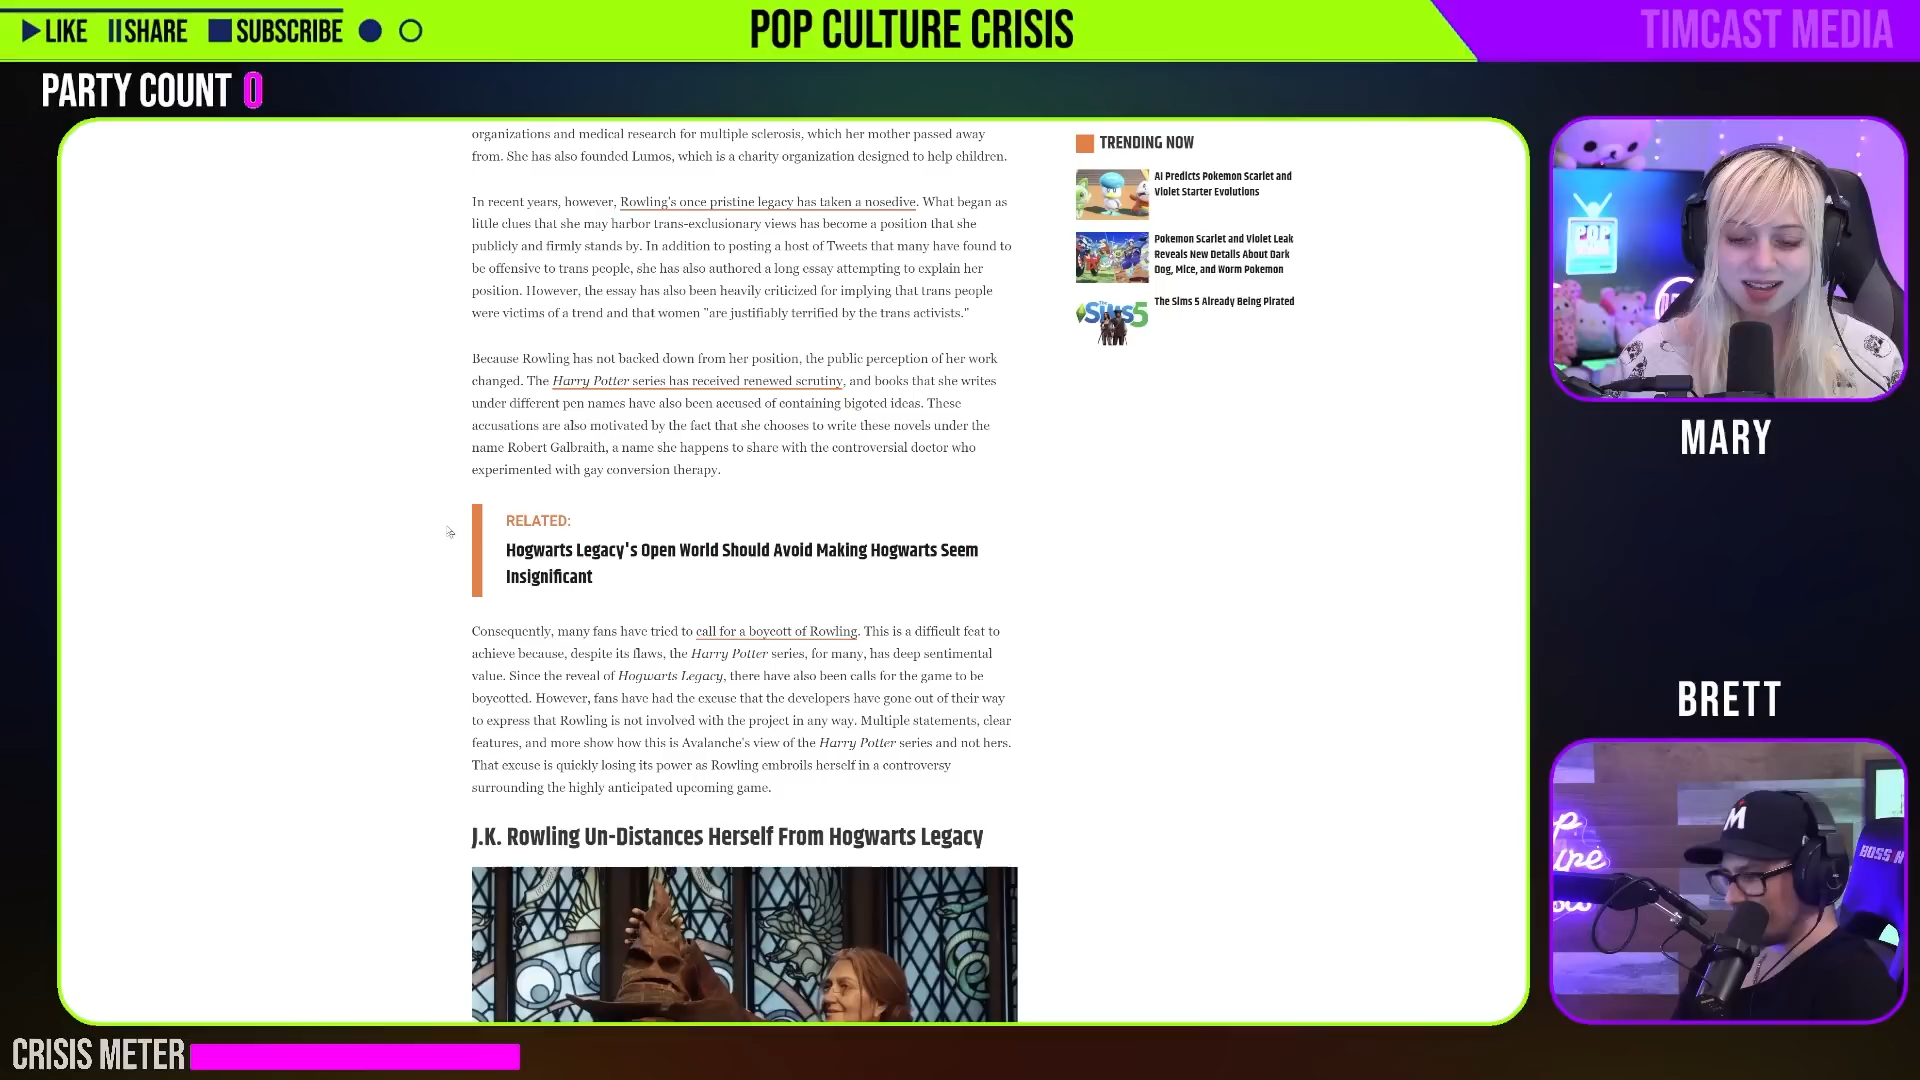 LIKE SHARE SUBSCRIBE
POP CULTURE CRISIS
TIMCAST MEDIA
PARTY COUNT 0
organizations and medical research for multiple sclerosis, which her mother passed away
from. She has also founded Lumos, which is a charity organization designed to help children.
In recent years, however, Rowling's once pristine legacy has taken a nosedive. What began as
little clues that she may harbor trans-exclusionary views has become a position that she
publicly and firmly stands by. In addition to posting a host of Tweets that many have found to
be offensive to trans people, she has also authored a long essay attempting to explain her
position. However, the essay has also been heavily criticized for implying that trans people
were victims of a trend and that women "are justifiably terrified by the trans activists."
Because Rowling has not backed down from her position, the public perception of her work
changed. The Harry Potter series has received renewed scrutiny, and books that she writes
under different pen names have also been accused of containing bigoted ideas. These
accusations are also motivated by the fact that she chooses to write these novels under the
name Robert Galbraith, a name she happens to share with the controversial doctor who
experimented with gay conversion therapy.
RELATED:
Hogwarts Legacy's Open World Should Avoid Making Hogwarts Seem
Insignificant
Consequently, many fans have tried to call for a boycott of Rowling. This is a difficult feat to
achieve because, despite its flaws, the Harry Potter series, for many, has deep sentimental
value. Since the reveal of Hogwarts Legacy, there have also been calls for the game to be
boycotted. However, fans have had the excuse that the developers have gone out of their way
to express that Rowling is not involved with the project in any way. Multiple statements, clear
features, and more show how this is Avalanche's view of the Harry Potter series and not hers.
That excuse is quickly losing its power as Rowling embroils herself in a controversy
surrounding the highly anticipated upcoming game.
J.K. Rowling Un-Distances Herself From Hogwarts Legacy
TRENDING NOW
AI Predicts Pokemon Scarlet and
Violet Starter Evolutions
Pokemon Scarlet and Violet Leak
Reveals New Details About Dark
Dog, Mice, and Worm Pokemon
The Sims 5 Already Being Pirated
SIMS 5
POP
MARY
BRETT
M
BOSS
CRISIS METER